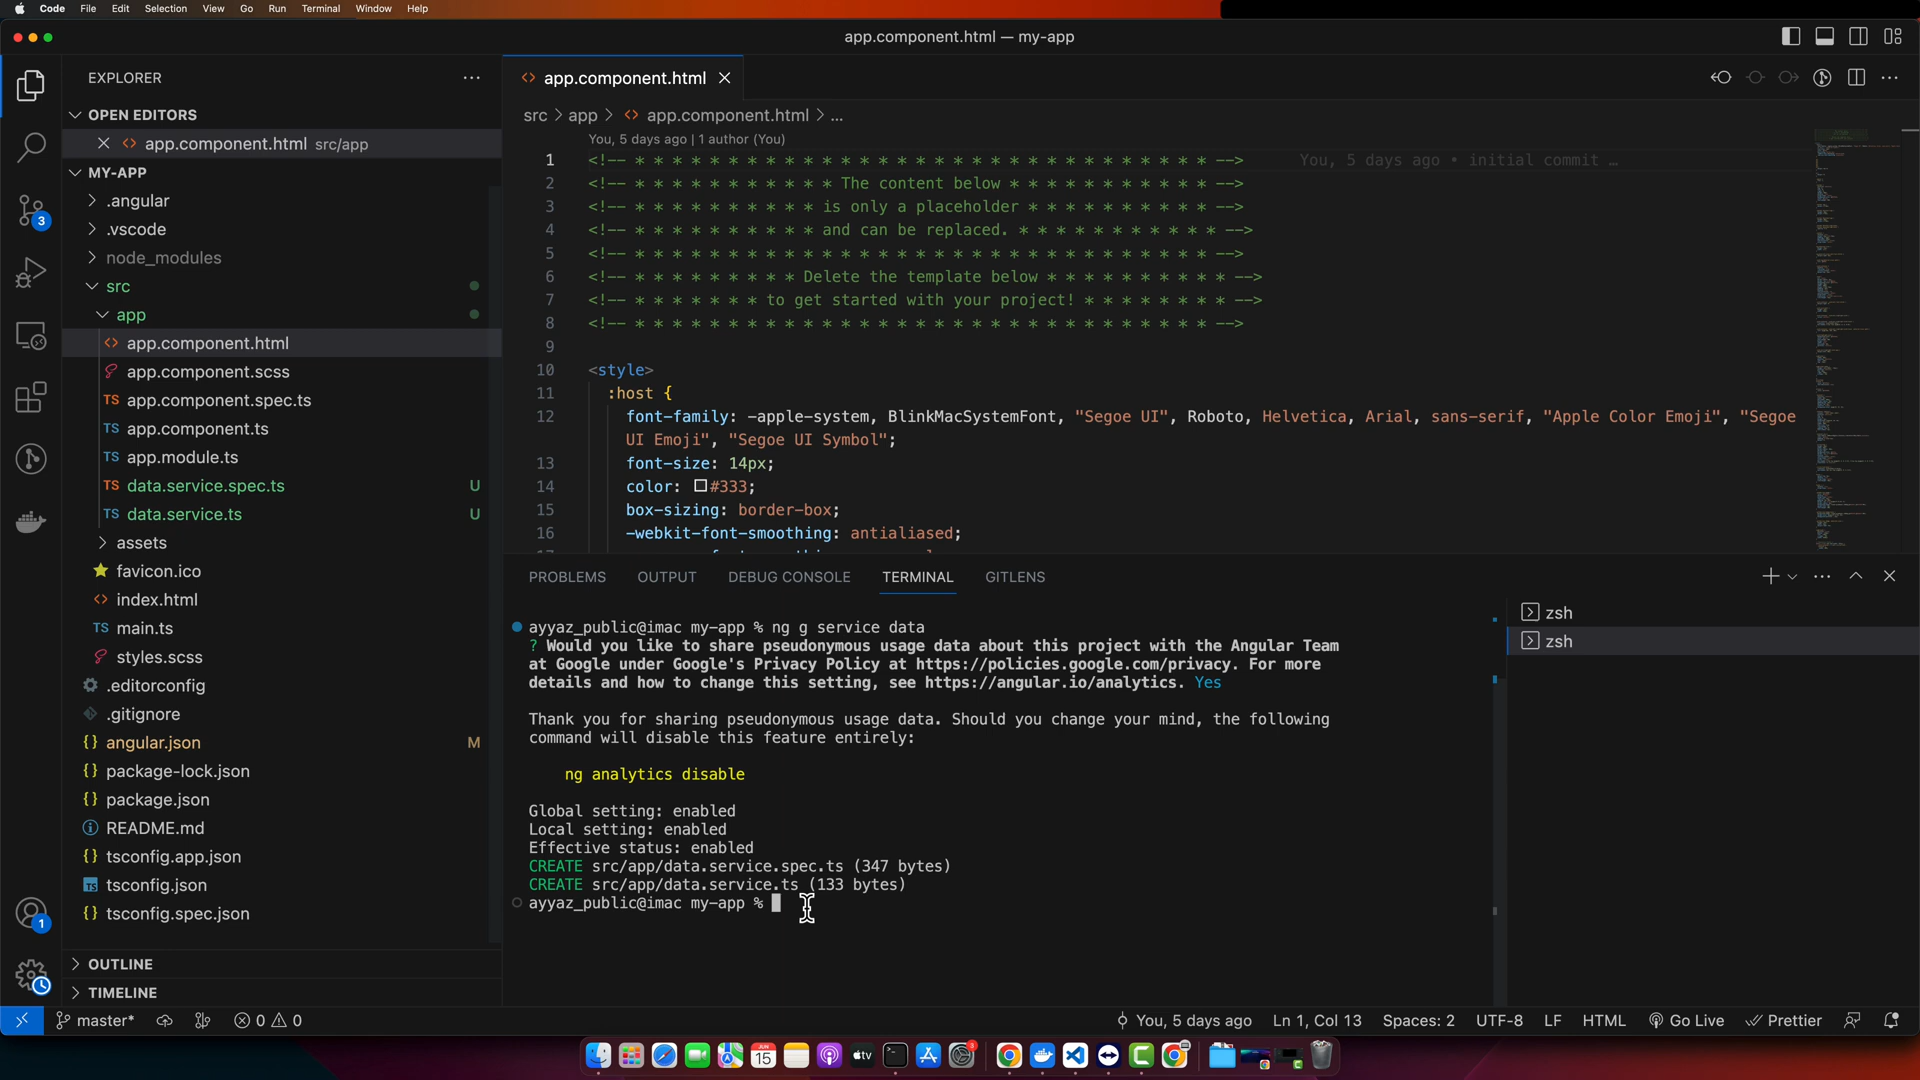 Code File Edit Selection View Go Run Terminal Window Help
app.component.html — my-app
EXPLORER
OPEN EDITORS
app.component.html src/app
MY-APP
.angular
.vscode
node_modules
src
app
app.component.html
app.component.scss
TS app.component.spec.ts
TS app.component.ts
TS app.module.ts
TS data.service.spec.ts U
TS data.service.ts U
assets
favicon.ico
index.html
TS main.ts
styles.scss
.editorconfig
.gitignore
{} angular.json M
{} package-lock.json
{} package.json
README.md
{} tsconfig.app.json
TS tsconfig.json
{} tsconfig.spec.json
OUTLINE
TIMELINE
3
1
app.component.html
src > app > app.component.html > ...
You, 5 days ago | 1 author (You)
1 <!-- * * * * * * * * * * * * * * * * * * * * * * * * * * * * * * * --> You, 5 days ago • initial commit …
2 <!-- * * * * * * * * * * * The content below * * * * * * * * * * * -->
3 <!-- * * * * * * * * * * is only a placeholder * * * * * * * * * * -->
4 <!-- * * * * * * * * * * and can be replaced. * * * * * * * * * * * -->
5 <!-- * * * * * * * * * * * * * * * * * * * * * * * * * * * * * * * -->
6 <!-- * * * * * * * * * Delete the template below * * * * * * * * * * -->
7 <!-- * * * * * * * to get started with your project! * * * * * * * * -->
8 <!-- * * * * * * * * * * * * * * * * * * * * * * * * * * * * * * * -->
9
10 <style>
11 :host {
12 font-family: -apple-system, BlinkMacSystemFont, "Segoe UI", Roboto, Helvetica, Arial, sans-serif, "Apple Color Emoji", "Segoe
UI Emoji", "Segoe UI Symbol";
13 font-size: 14px;
14 color: #333;
15 box-sizing: border-box;
16 -webkit-font-smoothing: antialiased;
PROBLEMS OUTPUT DEBUG CONSOLE TERMINAL GITLENS
ayyaz_public@imac my-app % ng g service data
? Would you like to share pseudonymous usage data about this project with the Angular Team
at Google under Google's Privacy Policy at https://policies.google.com/privacy. For more
details and how to change this setting, see https://angular.io/analytics. Yes
Thank you for sharing pseudonymous usage data. Should you change your mind, the following
command will disable this feature entirely:
ng analytics disable
Global setting: enabled
Local setting: enabled
Effective status: enabled
CREATE src/app/data.service.spec.ts (347 bytes)
CREATE src/app/data.service.ts (133 bytes)
ayyaz_public@imac my-app %
zsh
zsh
master* 0 0 You, 5 days ago Ln 1, Col 13 Spaces: 2 UTF-8 LF HTML Go Live Prettier
JUN
15
tv
3